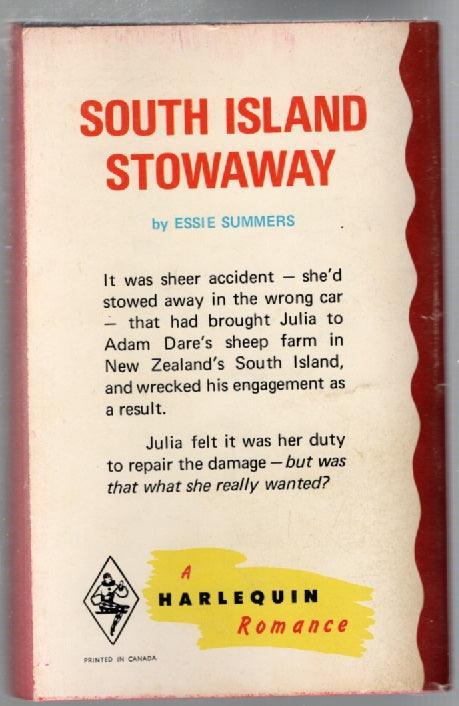 SOUTH ISLAND
STOWAWAY
by ESSIE SUMMERS
It was sheer accident — she'd
stowed away in the wrong car
— that had brought Julia to
Adam Dare's sheep farm in
New Zealand's South Island,
and wrecked his engagement as
a result.
Julia felt it was her duty
to repair the damage — but was
that what she really wanted?
A
HARLEQUIN
Romance
PRINTED IN CANADA